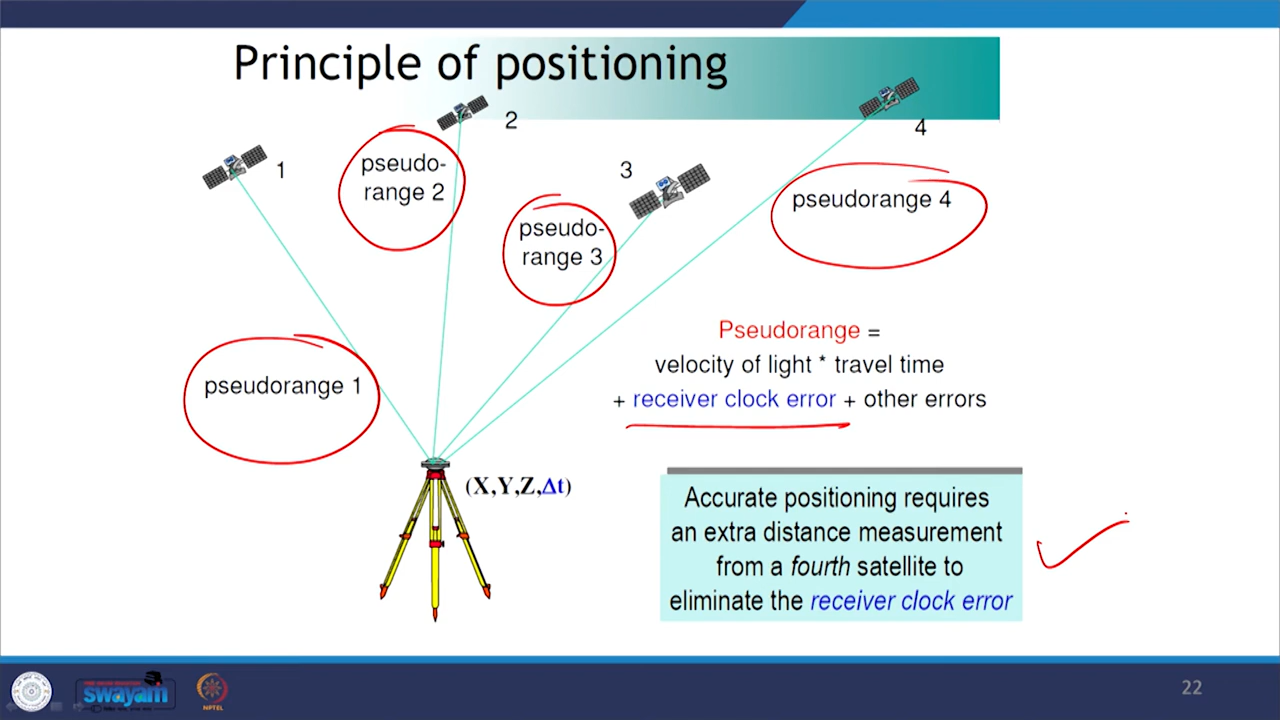 Principle of positioning
1
2
3
4
pseudo-
range 2
pseudo-
range 3
pseudorange 4
pseudorange 1
Pseudorange =
velocity of light * travel time
+ receiver clock error + other errors
(X,Y,Z,Δt)
Accurate positioning requires
an extra distance measurement
from a fourth satellite to
eliminate the receiver clock error
swayam
NPTEL
22